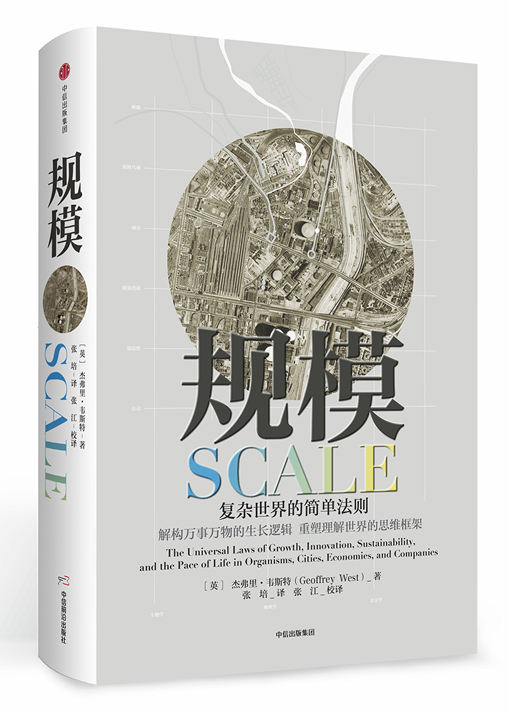 中信出版集团
规模
SCALE
[英] 杰弗里·韦斯特_著
张 培_译 张 江_校译
中信出版集团
规模
SCALE
复杂世界的简单法则
解构万事万物的生长逻辑 重塑理解世界的思维框架
The Universal Laws of Growth, Innovation, Sustainability,
and the Pace of Life in Organisms, Cities, Economies, and Companies
[英] 杰弗里·韦斯特(Geoffrey West)_著
张 培_译 张 江_校译
中信出版集团